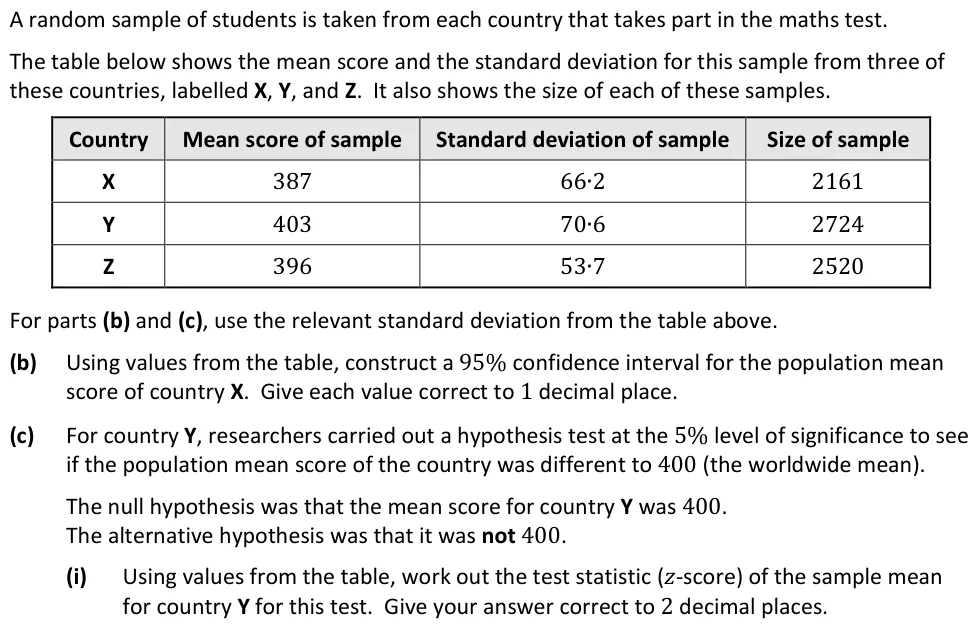 A random sample of students is taken from each country that takes part in the maths test.
The table below shows the mean score and the standard deviation for this sample from three of
these countries, labelled X, Y, and Z. It also shows the size of each of these samples.
Country Mean score of sample Standard deviation of sample Size of sample
X 387 66·2 2161
Y 403 70·6 2724
Z 396 53·7 2520
For parts (b) and (c), use the relevant standard deviation from the table above.
(b) Using values from the table, construct a 95% confidence interval for the population mean
score of country X. Give each value correct to 1 decimal place.
(c) For country Y, researchers carried out a hypothesis test at the 5% level of significance to see
if the population mean score of the country was different to 400 (the worldwide mean).
The null hypothesis was that the mean score for country Y was 400.
The alternative hypothesis was that it was not 400.
(i) Using values from the table, work out the test statistic (z-score) of the sample mean
for country Y for this test. Give your answer correct to 2 decimal places.